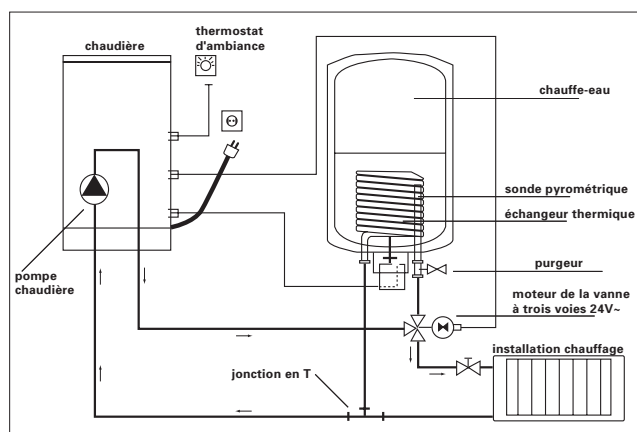 thermostat
d'ambiance
chaudière
chauffe-eau
sonde pyrométrique
échangeur thermique
purgeur
pompe
chaudière
moteur de la vanne
à trois voies 24V~
installation chauffage
jonction en T